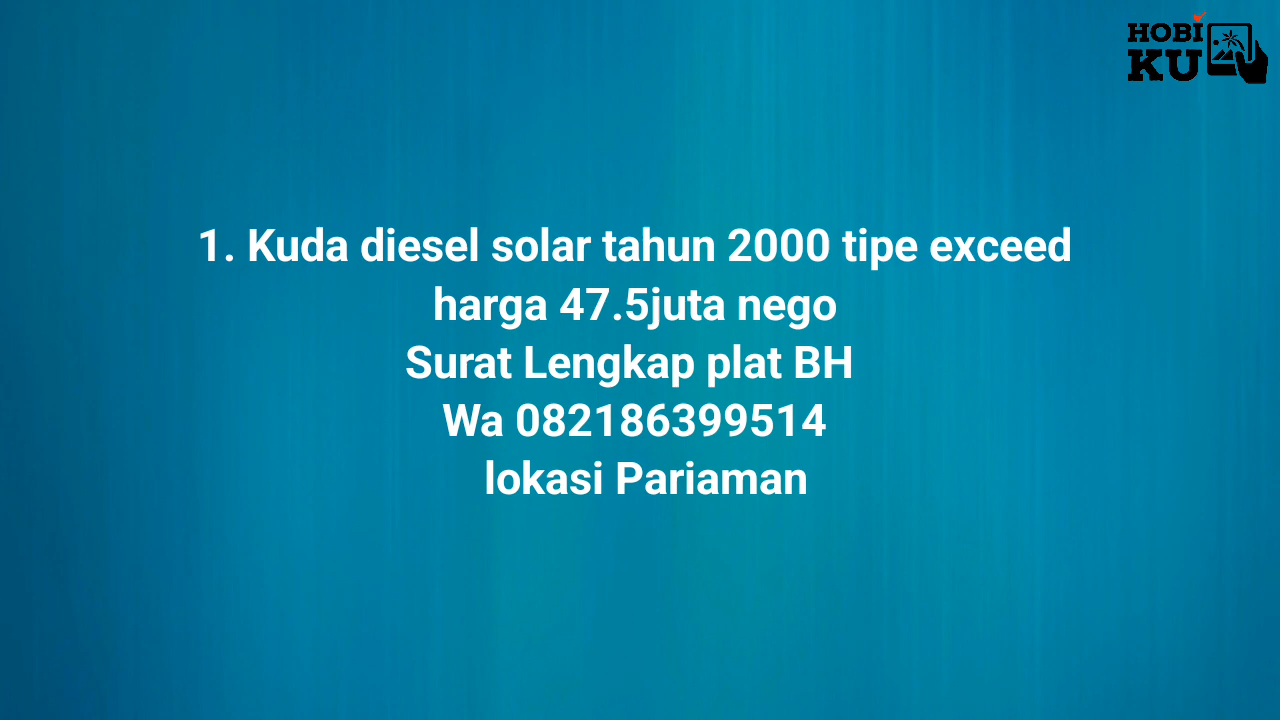 HOBI
KU
1. Kuda diesel solar tahun 2000 tipe exceed
harga 47.5juta nego
Surat Lengkap plat BH
Wa 082186399514
lokasi Pariaman